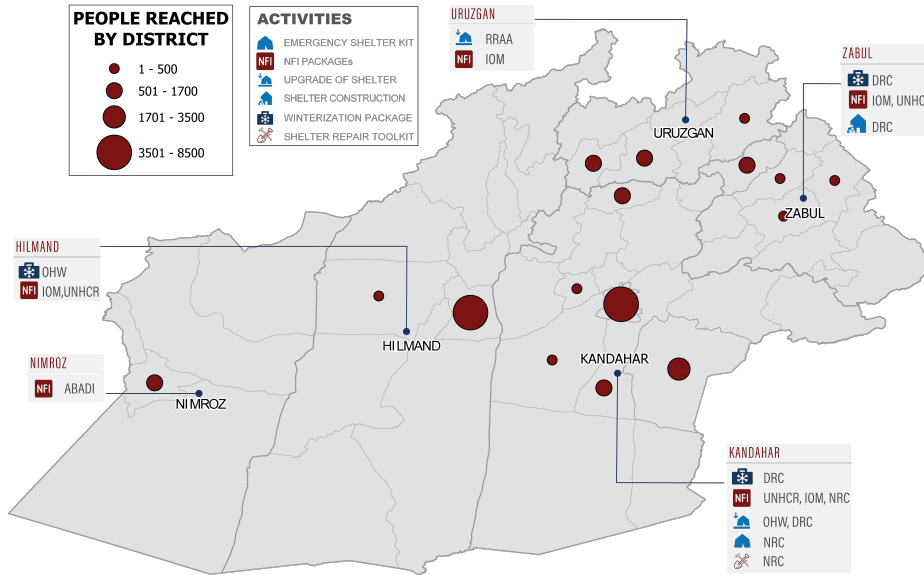 PEOPLE REACHED
BY DISTRICT
1 - 500
501 - 1700
1701 - 3500
3501 - 8500
ACTIVITIES
EMERGENCY SHELTER KIT
NFI NFI PACKAGEs
UPGRADE OF SHELTER
SHELTER CONSTRUCTION
WINTERIZATION PACKAGE
SHELTER REPAIR TOOLKIT
URUZGAN
RRAA
NFI IOM
ZABUL
DRC
NFI IOM, UNHC
DRC
URUZGAN
ZABUL
HILMAND
OHW
NFI IOM,UNHCR
HILMAND
KANDAHAR
NIMROZ
NFI ABADI
NIMROZ
KANDAHAR
DRC
NFI UNHCR, IOM, NRC
OHW, DRC
NRC
NRC